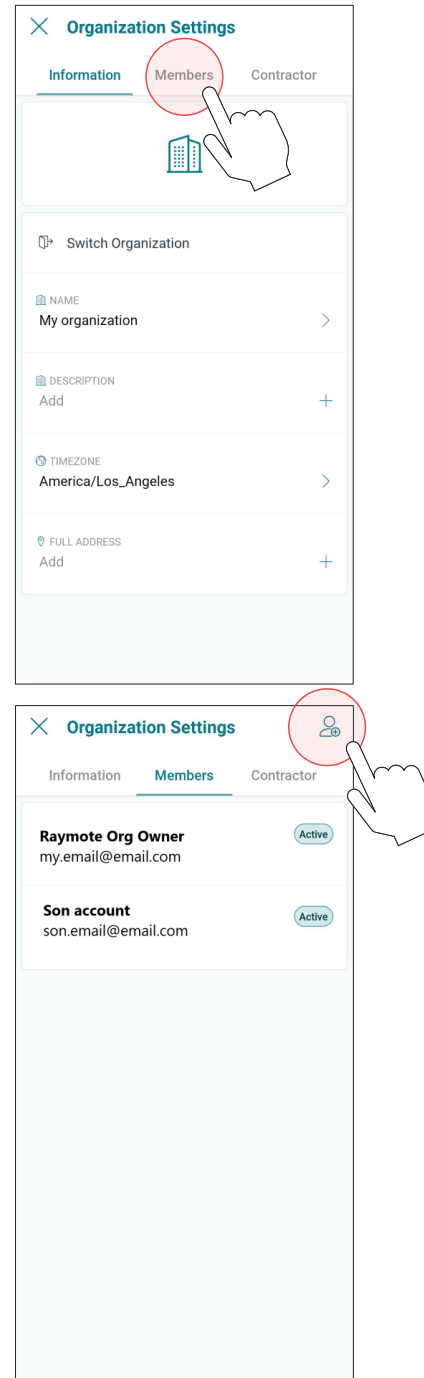 Organization Settings
Information Members Contractor
Switch Organization
NAME
My organization
DESCRIPTION
Add
TIMEZONE
America/Los_Angeles
FULL ADDRESS
Add
Organization Settings
Information Members Contractor
Raymote Org Owner Active
my.email@email.com
Son account Active
son.email@email.com